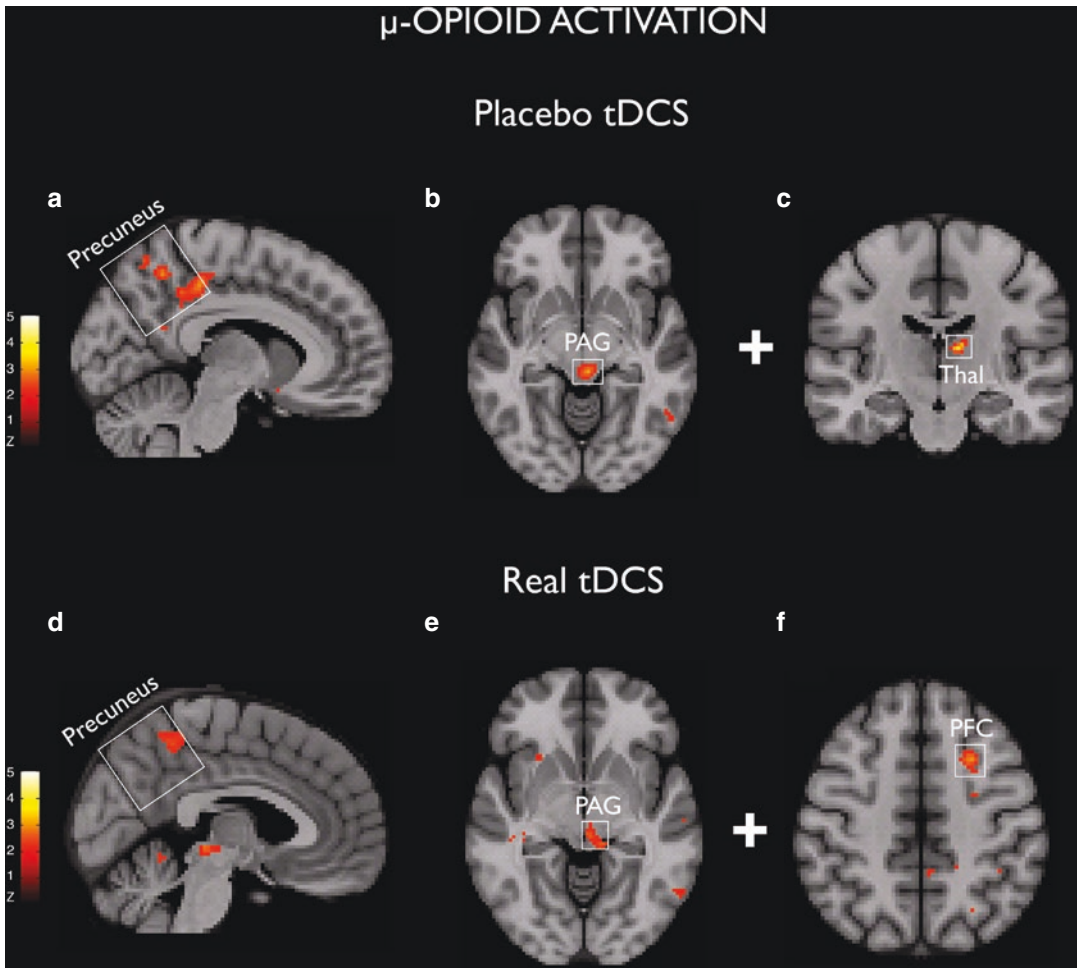 μ-OPIOID ACTIVATION
Placebo tDCS
a
b
c
Precuneus
PAG
Thal
5
4
3
2
1
Z
Real tDCS
d
e
f
Precuneus
PAG
PFC
5
4
3
2
1
Z